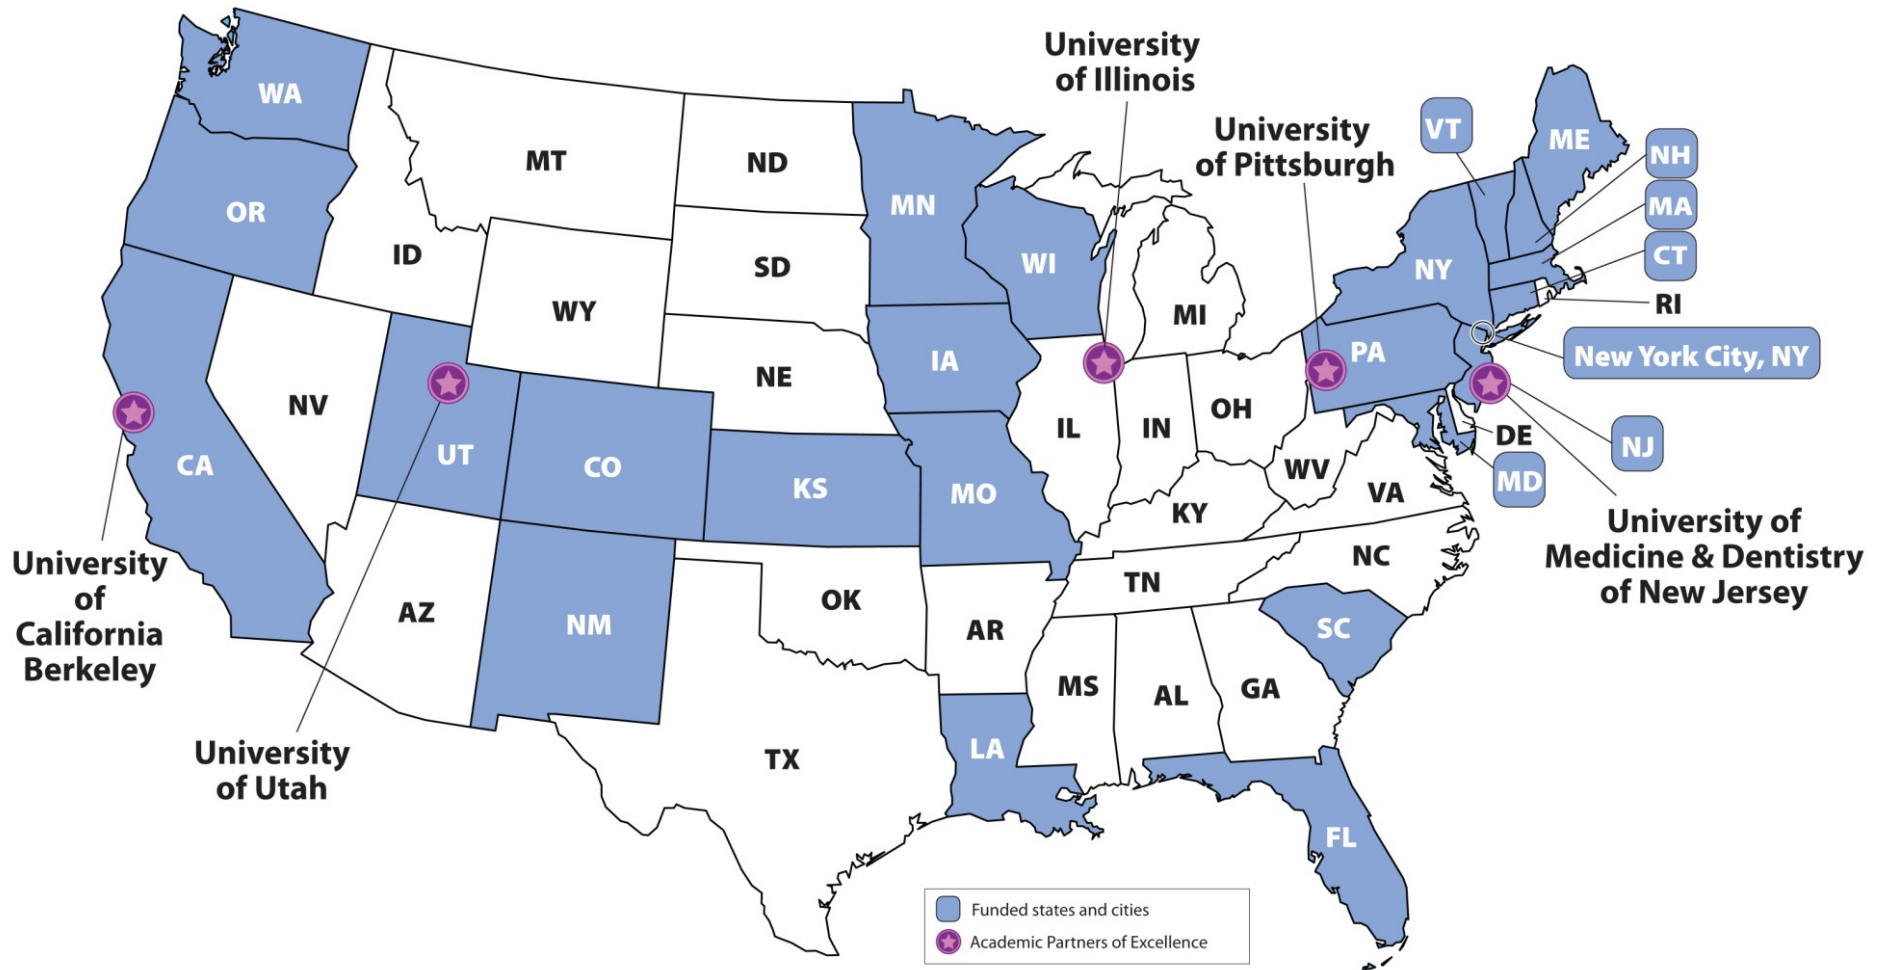 University
of Illinois
University
of Pittsburgh
WA
OR
CA
NV
ID
MT
WY
UT
CO
AZ
NM
ND
SD
NE
KS
OK
TX
MN
IA
MO
AR
LA
WI
IL
IN
MI
OH
KY
TN
MS
AL
GA
FL
SC
NC
VA
WV
PA
NY
VT
ME
NH
MA
CT
RI
New York City, NY
NJ
DE
MD
University
of
California
Berkeley
University
of Utah
University of
Medicine & Dentistry
of New Jersey
Funded states and cities
Academic Partners of Excellence